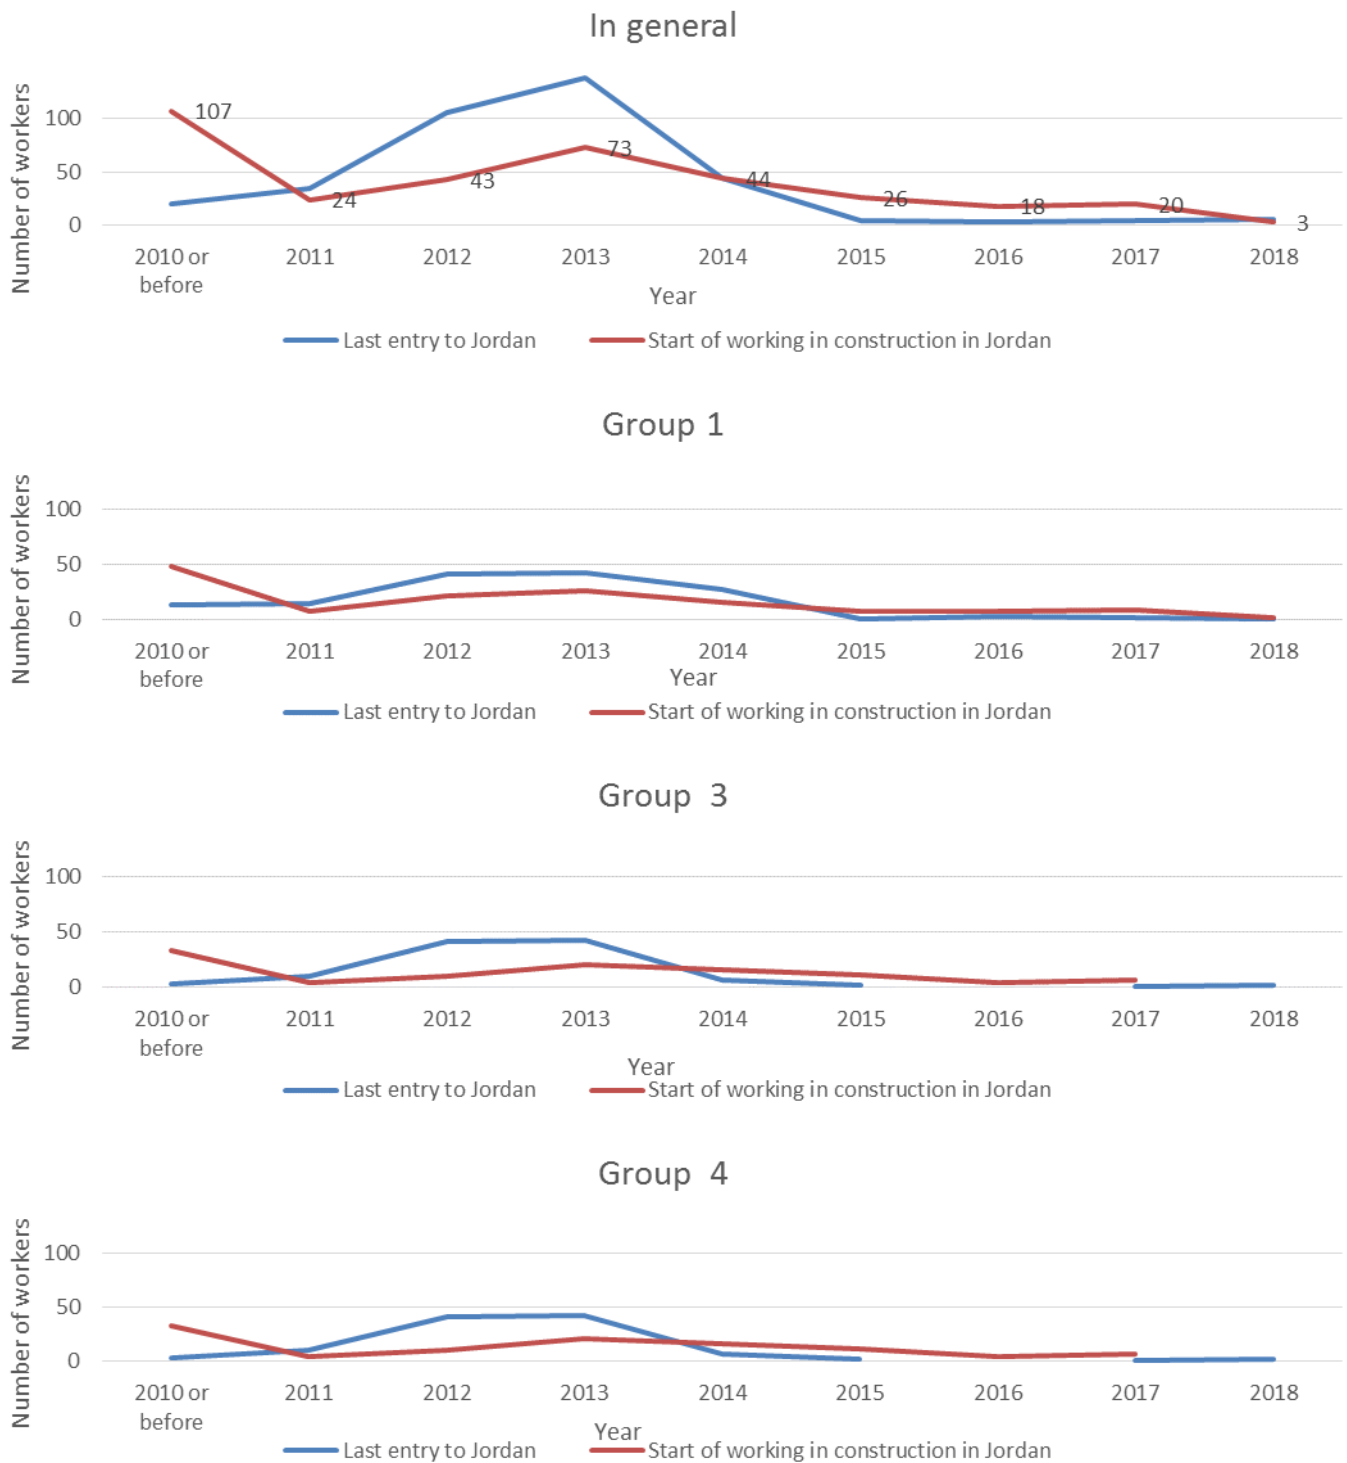 In general
Number of workers
100
50
0
107
24
43
73
44
26
18
20
3
2010 or before
2011
2012
2013
2014
2015
2016
2017
2018
Year
Last entry to Jordan
Start of working in construction in Jordan
Group 1
Number of workers
100
50
0
2010 or before
2011
2012
2013
2014
2015
2016
2017
2018
Year
Last entry to Jordan
Start of working in construction in Jordan
Group 3
Number of workers
100
50
0
2010 or before
2011
2012
2013
2014
2015
2016
2017
2018
Year
Last entry to Jordan
Start of working in construction in Jordan
Group 4
Number of workers
100
50
0
2010 or before
2011
2012
2013
2014
2015
2016
2017
2018
Year
Last entry to Jordan
Start of working in construction in Jordan